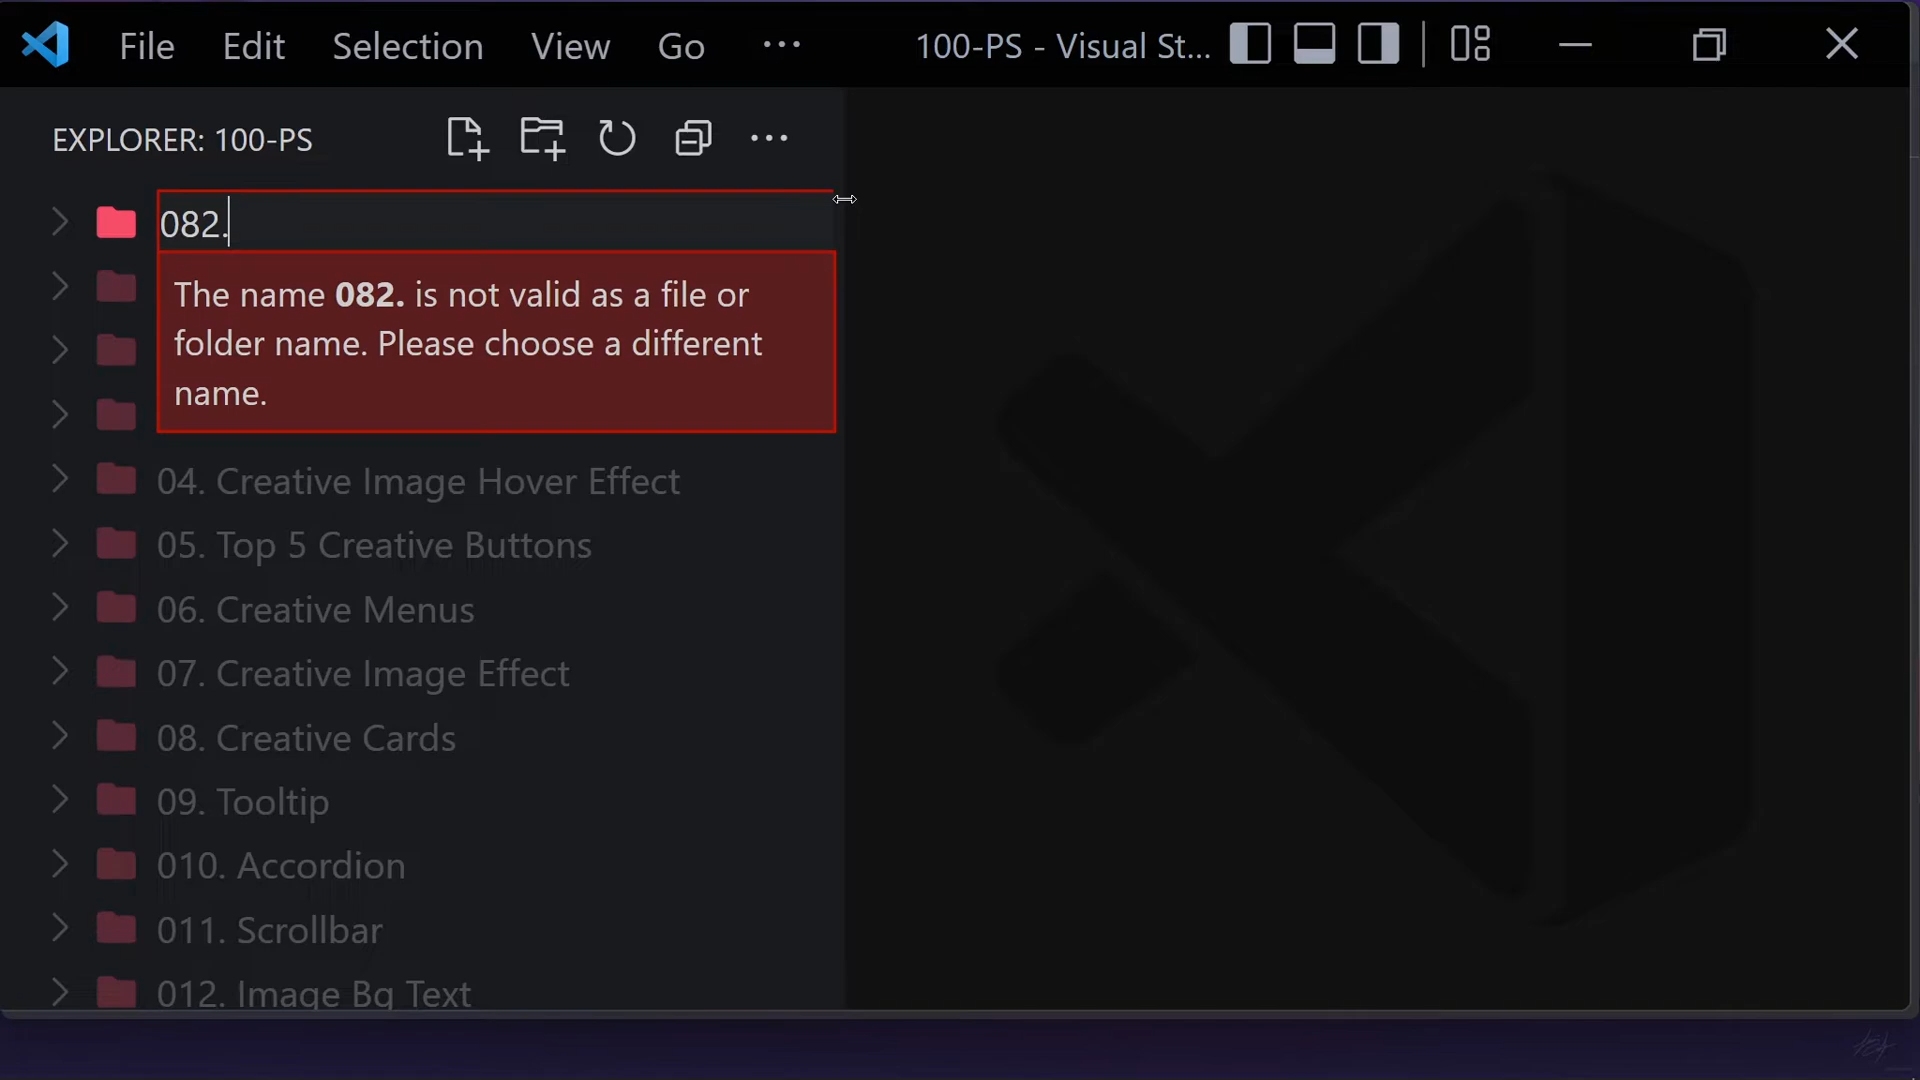 File Edit Selection View Go ··· 100-PS - Visual St...
EXPLORER: 100-PS
082.
The name 082. is not valid as a file or
folder name. Please choose a different
name.
04. Creative Image Hover Effect
05. Top 5 Creative Buttons
06. Creative Menus
07. Creative Image Effect
08. Creative Cards
09. Tooltip
010. Accordion
011. Scrollbar
012. Image Bg Text